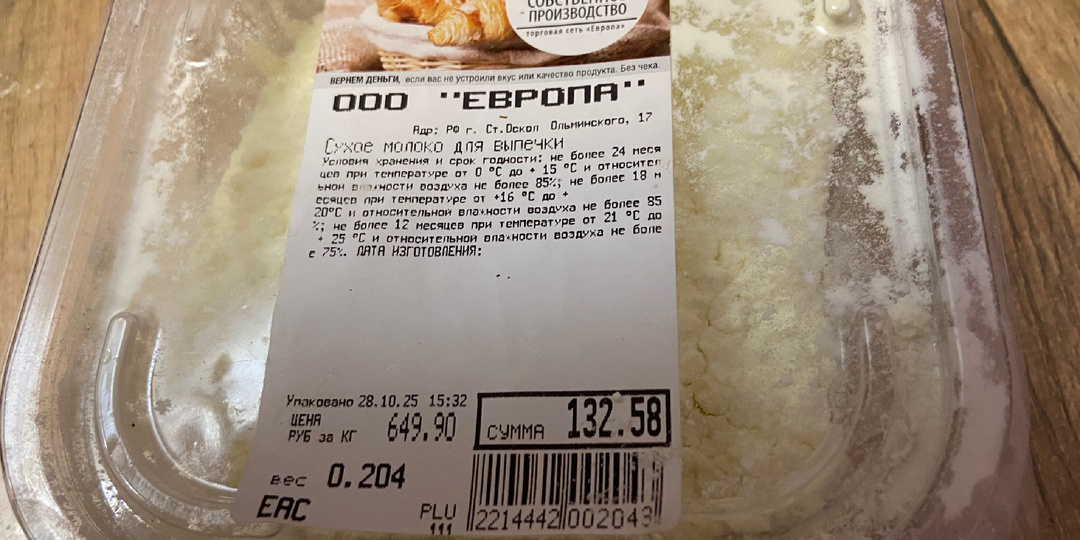 СОБСТВЕННОЕ
ПРОИЗВОДСТВО
торговая сеть «Европа»
ВЕРНЕМ ДЕНЬГИ, если вас не устроили вкус или качество продукта. Без чека.
ООО "ЕВРОПА"
Адр: РФ г. Ст.Оскол Ольминского, 17
Сухое молоко для выпечки
Условия хранения и срок годности: не более 24 меся
цев при температуре от 0 °С до + 15 °С и относител
ьной влажности воздуха не более 85%; не более 18 м
есяцев при температуре от +16 °С до +
20°С и относительной влажности воздуха не более 85
%; не более 12 месяцев при температуре от 21 °С до
+ 25 °С и относительной влажности воздуха не боле
е 75%. ДАТА ИЗГОТОВЛЕНИЯ:
Упаковано 28.10.25 15:32
ЦЕНА
РУБ за КГ 649.90
СУММА 132.58
вес 0.204
EAC
PLU
111
2214442 002043